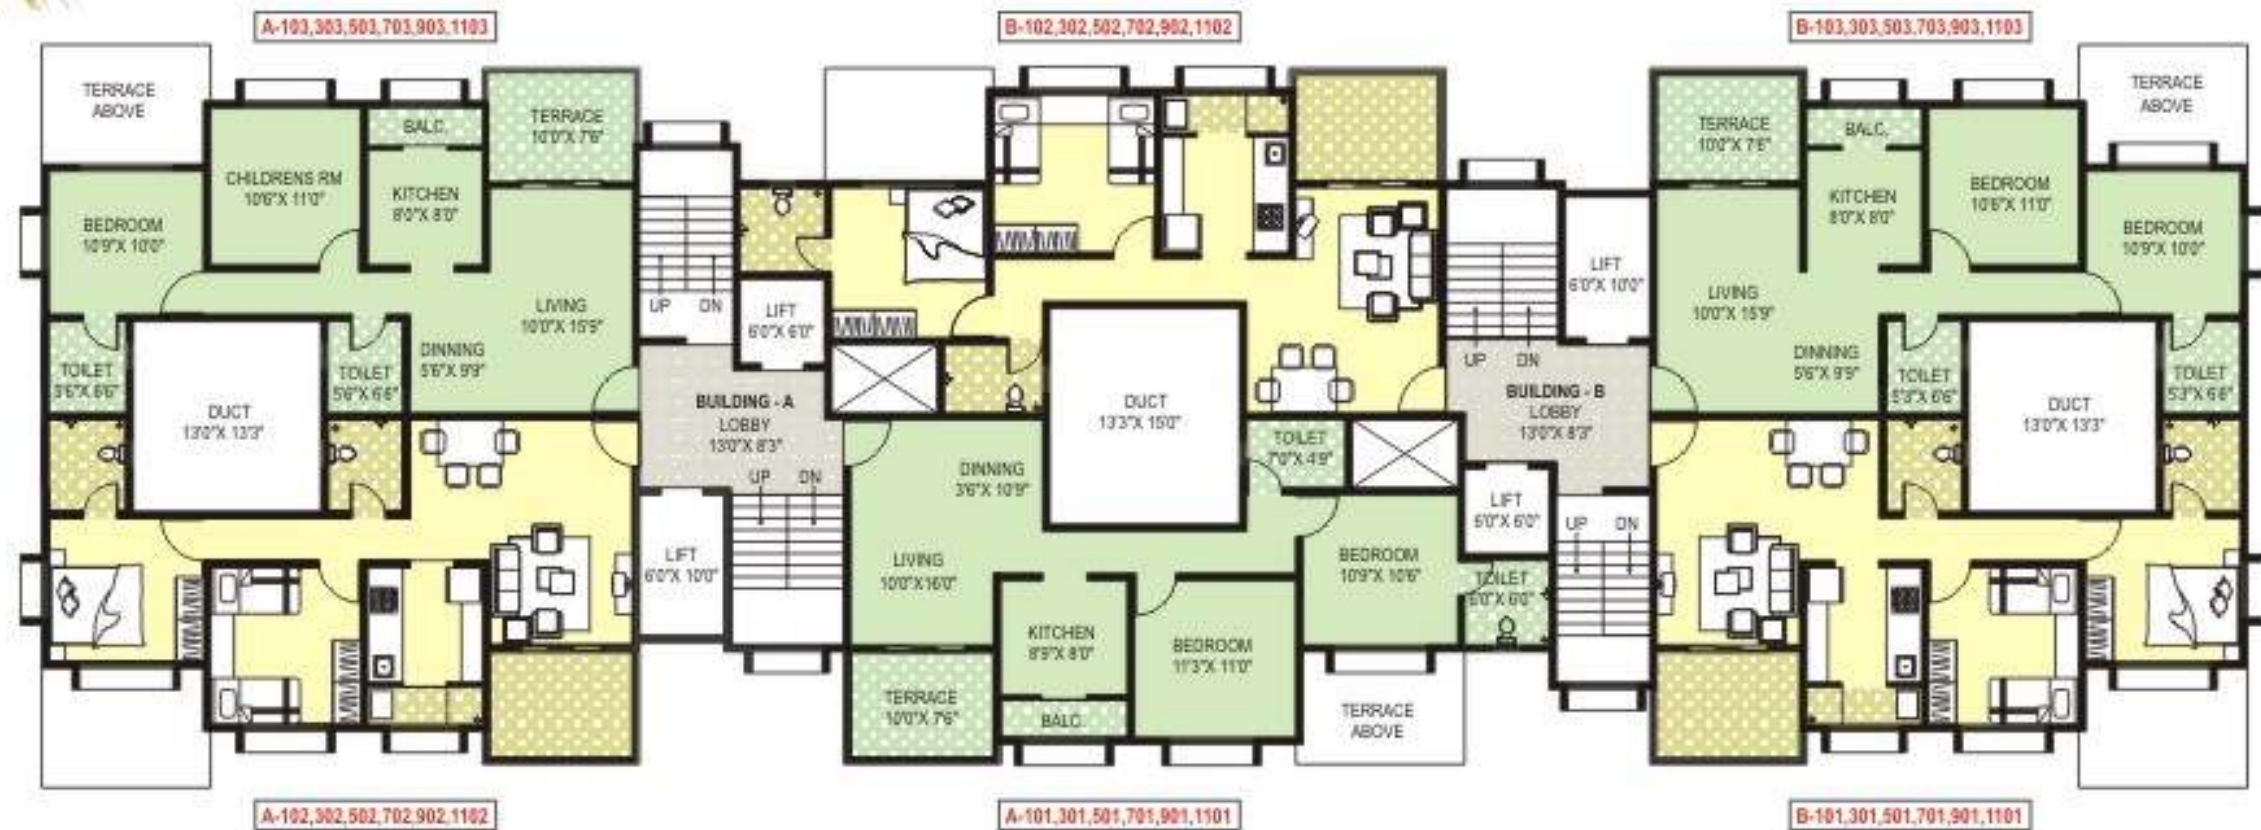 A-103,303,503,703,903,1103
B-102,302,502,702,902,1102
B-103,303,503,703,903,1103
TERRACE
ABOVE
CHILDRENS RM
10'6"X 11'0"
BALC.
TERRACE
10'0"X 7'6"
KITCHEN
8'0"X 8'0"
BEDROOM
10'9"X 10'0"
LIVING
10'0"X 15'9"
DINNING
5'6"X 9'9"
TOILET
5'6"X 6'6"
TOILET
5'6"X 6'6"
DUCT
13'0"X 13'3"
UP
DN
LIFT
6'0"X 6'0"
BUILDING - A
LOBBY
13'0"X 8'3"
UP
DN
LIFT
6'0"X 10'0"
DUCT
13'3"X 15'0"
DINNING
3'6"X 10'9"
LIVING
10'0"X16'0"
TERRACE
10'0"X 7'6"
KITCHEN
8'9"X 8'0"
BALC.
BEDROOM
11'3"X 11'0"
TOILET
7'0"X 4'9"
BEDROOM
10'9"X 10'6"
TOILET
6'0"X 6'0"
TERRACE
ABOVE
UP
DN
LIFT
6'0"X 10'0"
BUILDING - B
LOBBY
13'0"X 8'3"
LIFT
6'0"X 6'0"
UP
DN
TERRACE
10'0"X 7'6"
BALC.
KITCHEN
8'0"X 8'0"
BEDROOM
10'6"X 11'0"
TERRACE
ABOVE
BEDROOM
10'9"X 10'0"
LIVING
10'0"X 15'9"
DINNING
5'6"X 9'9"
TOILET
5'3"X 6'6"
DUCT
13'0"X 13'3"
TOILET
5'3"X 6'6"
A-102,302,502,702,902,1102
A-101,301,501,701,901,1101
B-101,301,501,701,901,1101